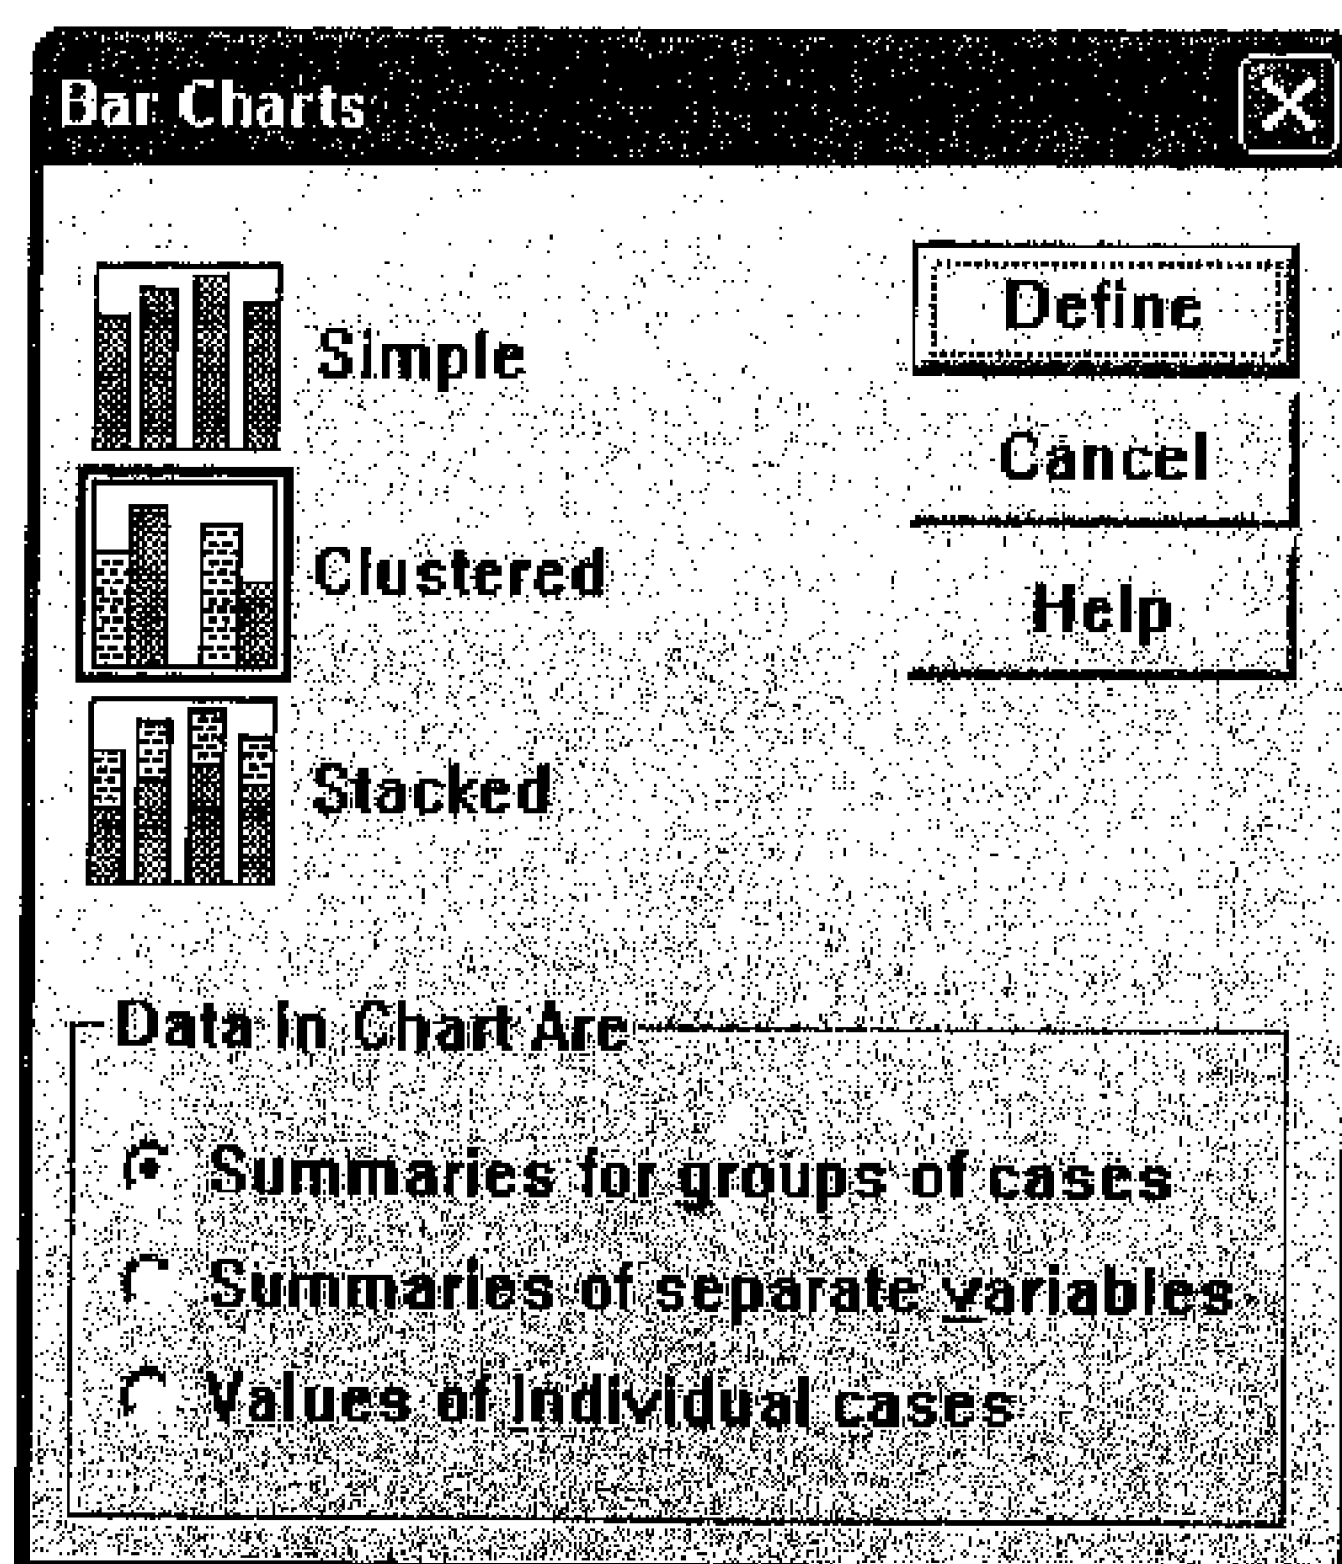 Bar Charts
Simple
Clustered
Stacked
Define
Cancel
Help
Data in Chart Are
Summaries for groups of cases
Summaries of separate variables
Values of individual cases